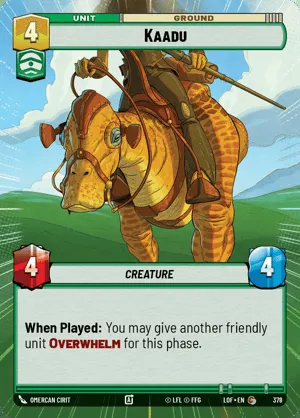 UNIT
GROUND
4
KAADU
4
4
CREATURE
When Played: You may give another friendly
unit OVERWHELM for this phase.
OMERCAN CIRIT
© LFL © FFG
LOF • EN
C
378